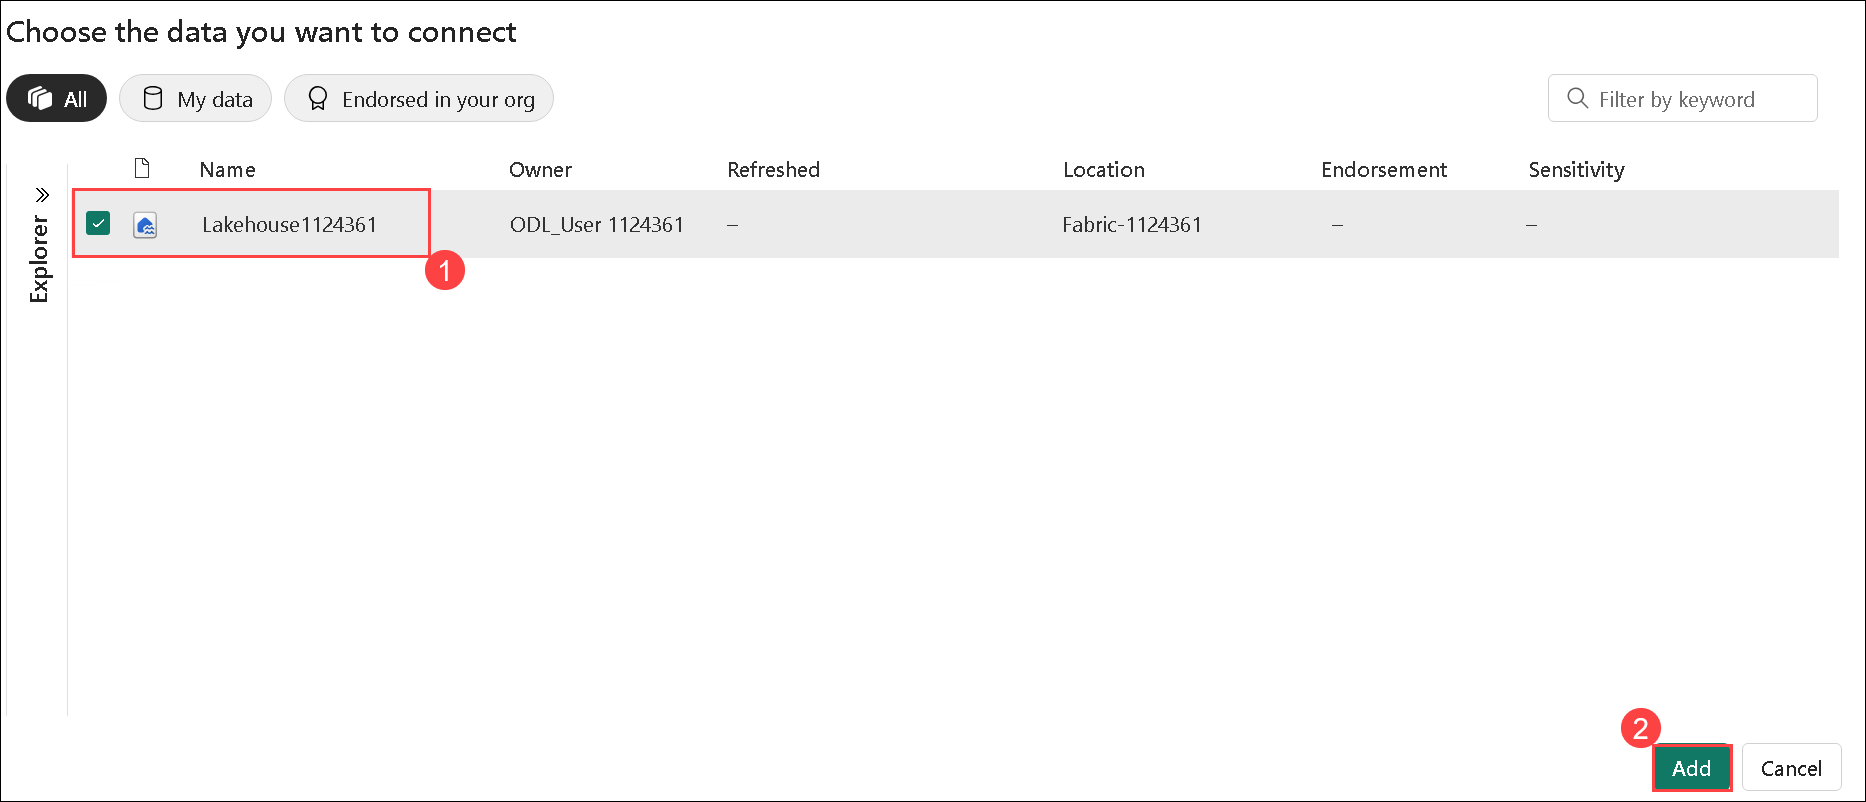 Choose the data you want to connect
All My data Endorsed in your org Filter by keyword
Name Owner Refreshed Location Endorsement Sensitivity
Lakehouse1124361 ODL_User 1124361 – Fabric-1124361 – –
1
Explorer
2
Add Cancel